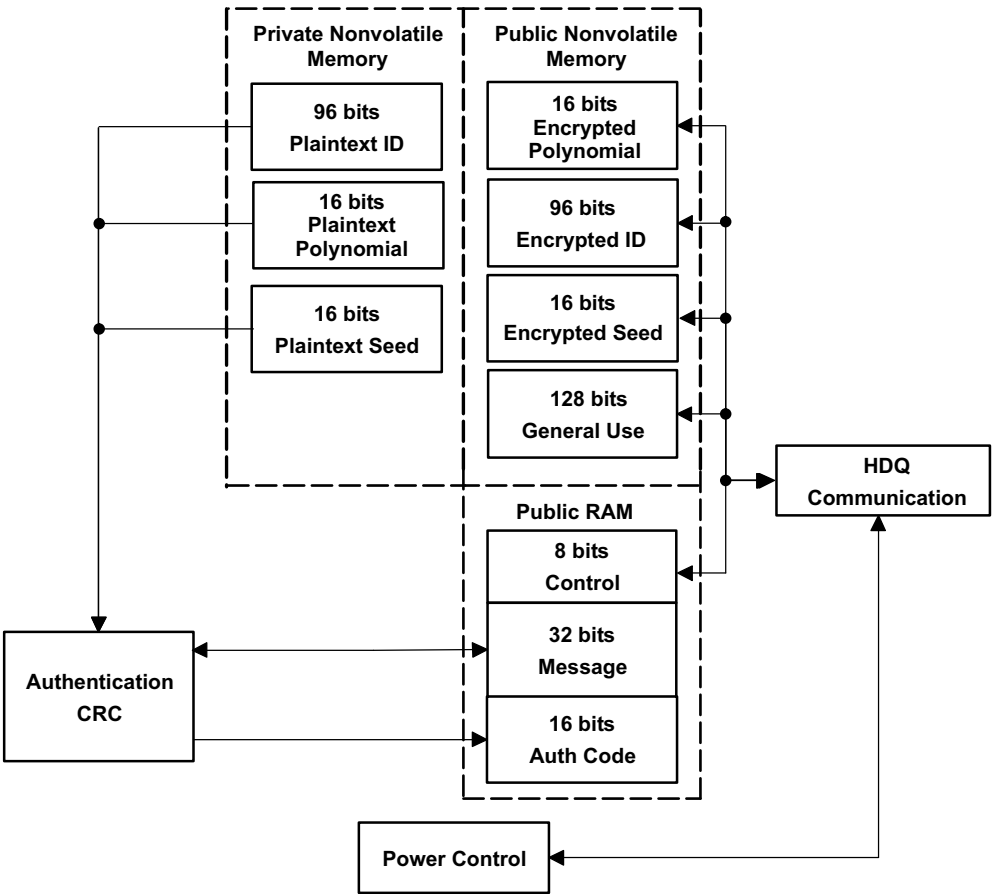 Private Nonvolatile
Memory
96 bits
Plaintext ID
16 bits
Plaintext
Polynomial
16 bits
Plaintext Seed
Public Nonvolatile
Memory
16 bits
Encrypted
Polynomial
96 bits
Encrypted ID
16 bits
Encrypted Seed
128 bits
General Use
HDQ
Communication
Public RAM
8 bits
Control
32 bits
Message
16 bits
Auth Code
Authentication
CRC
Power Control